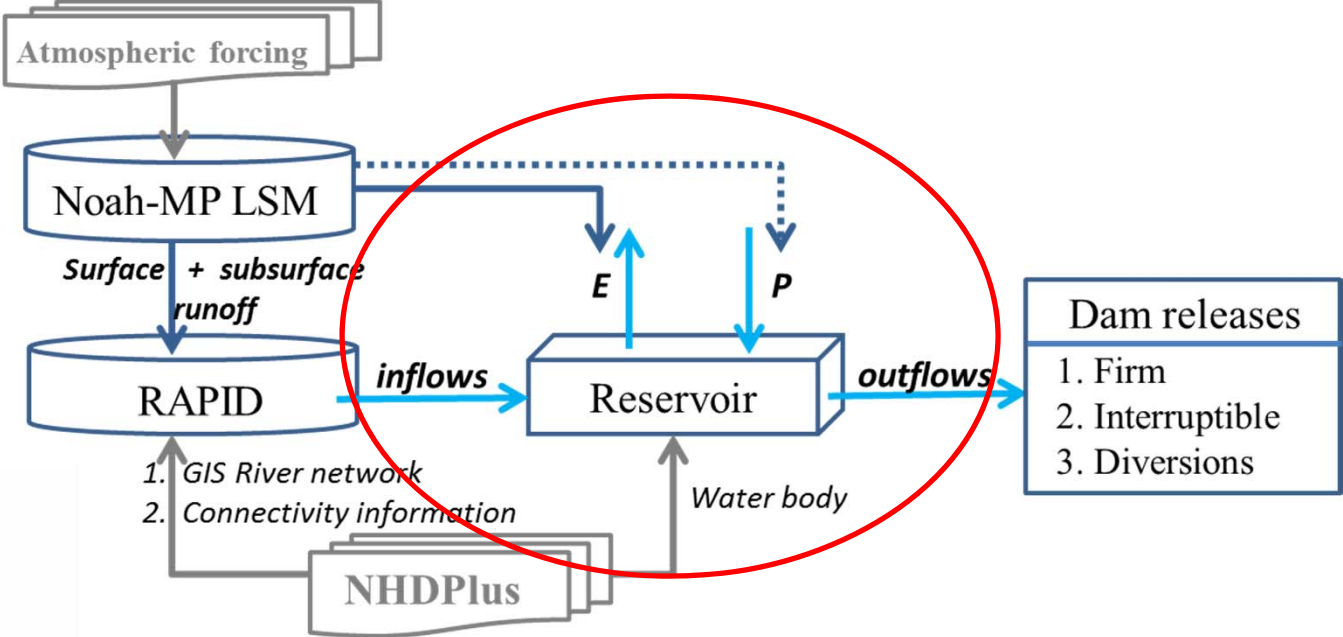 Atmospheric forcing
Noah-MP LSM
Surface + subsurface
runoff
E
P
Dam releases
1. Firm
2. Interruptible
3. Diversions
RAPID
inflows
Reservoir
outflows
1. GIS River network
2. Connectivity information
Water body
NHDPlus